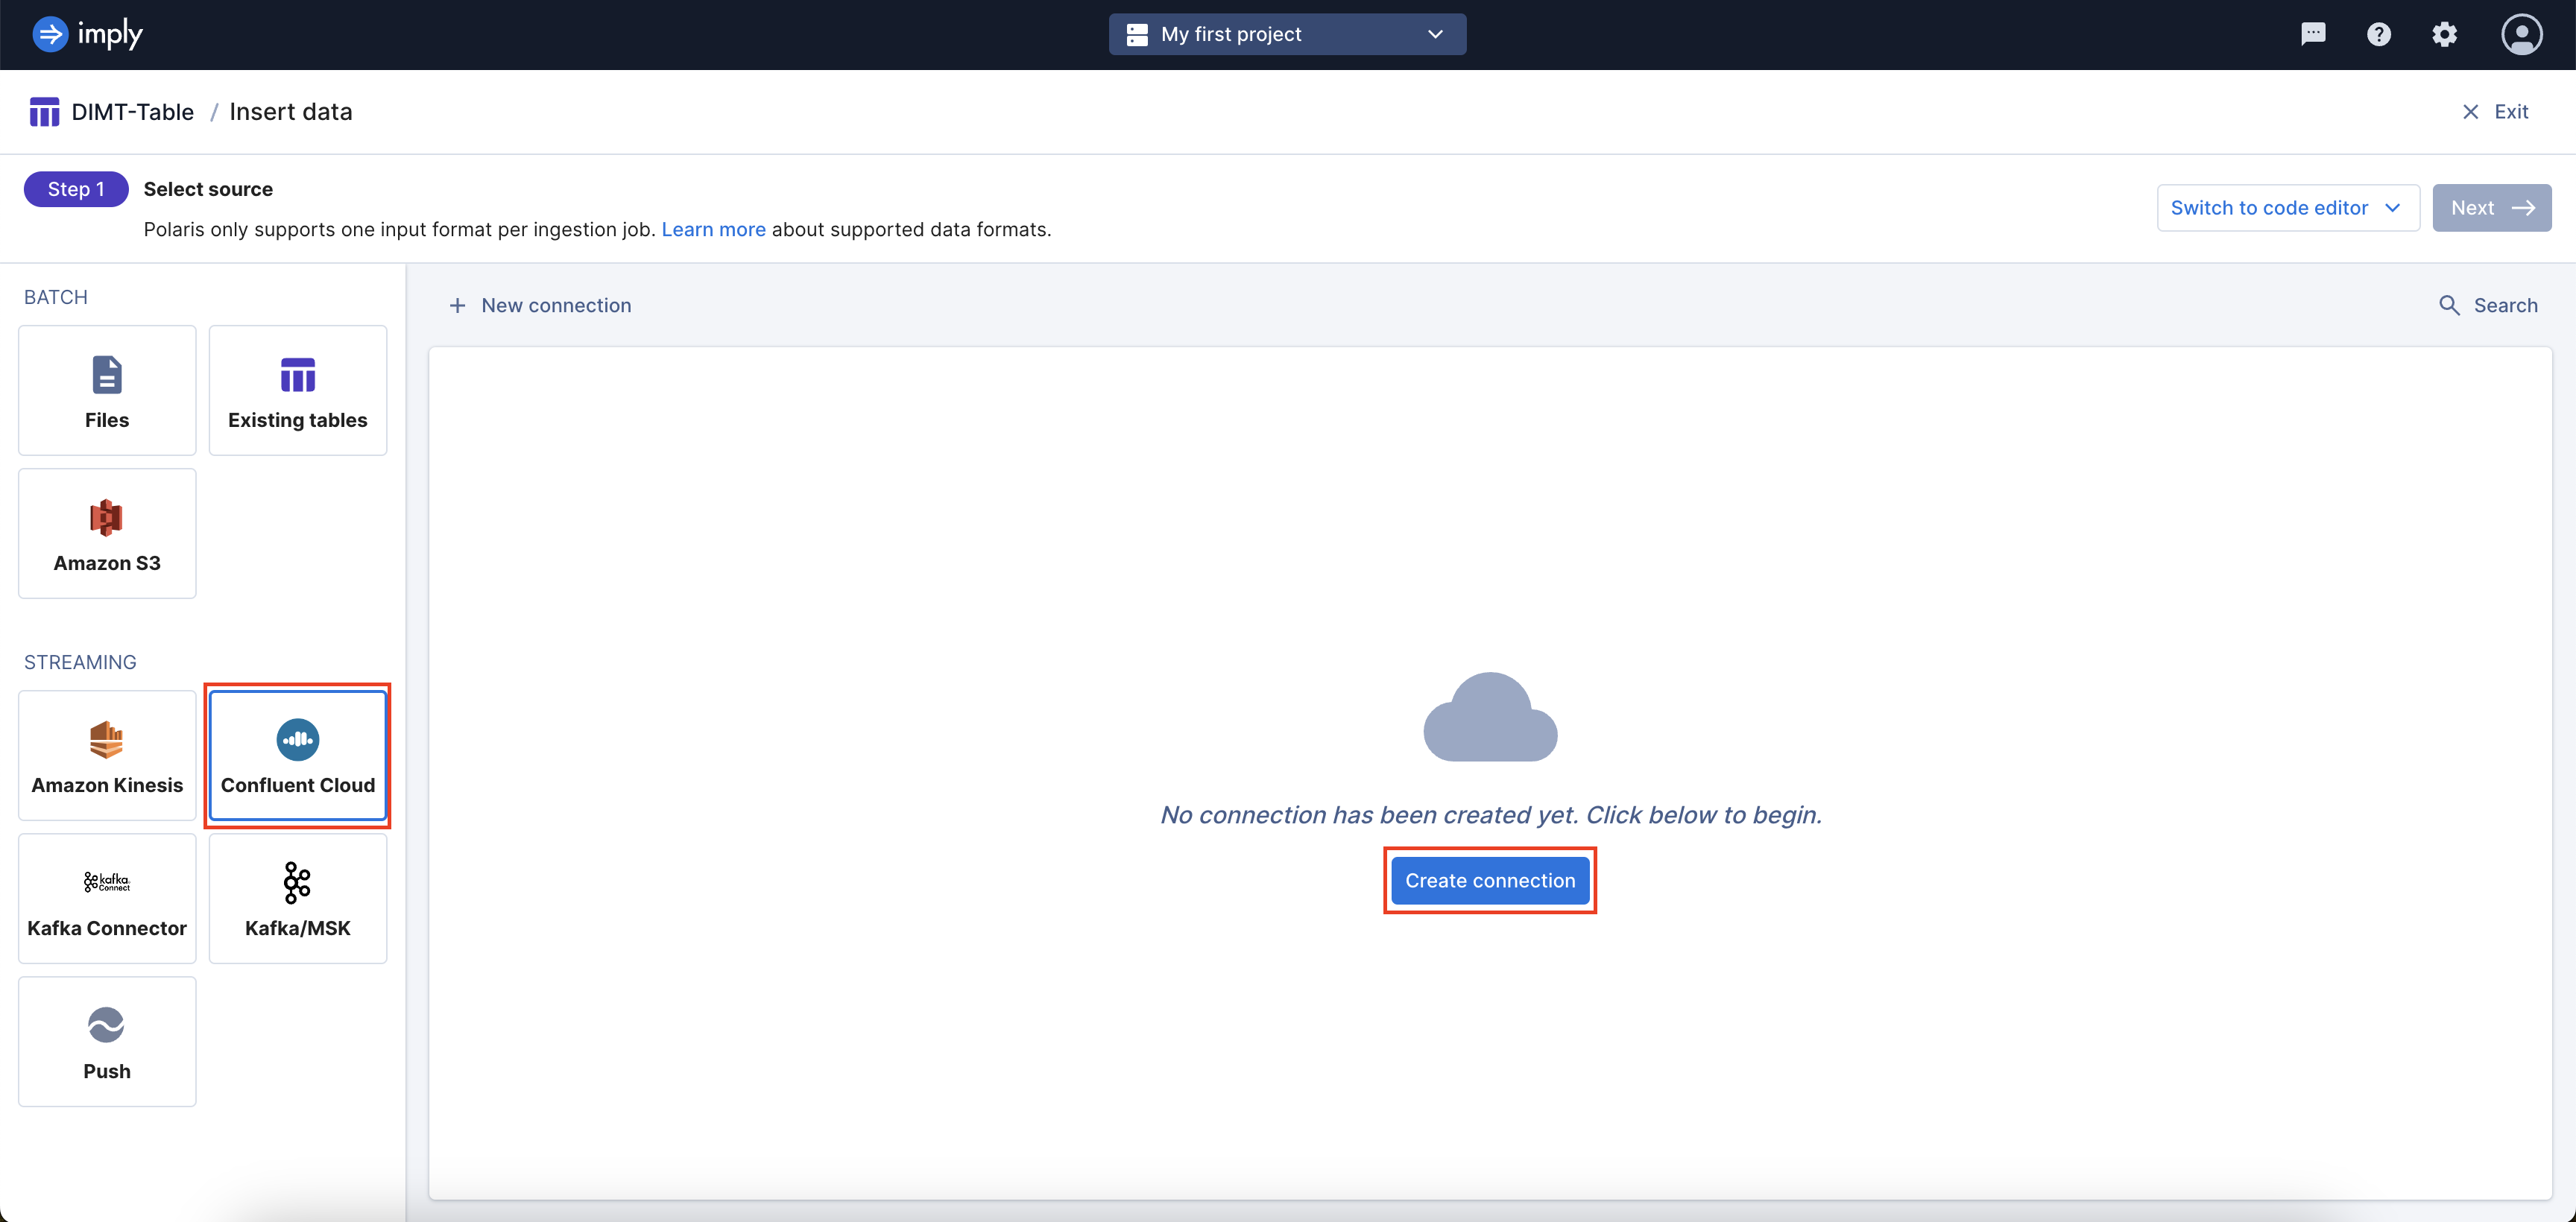 imply
My first project
DIMT-Table / Insert data
Exit
Step 1
Select source
Polaris only supports one input format per ingestion job. Learn more about supported data formats.
Switch to code editor
Next
BATCH
Files
Existing tables
Amazon S3
STREAMING
Amazon Kinesis
Confluent Cloud
kafka
Connect
Kafka Connector
Kafka/MSK
Push
New connection
Search
No connection has been created yet. Click below to begin.
Create connection